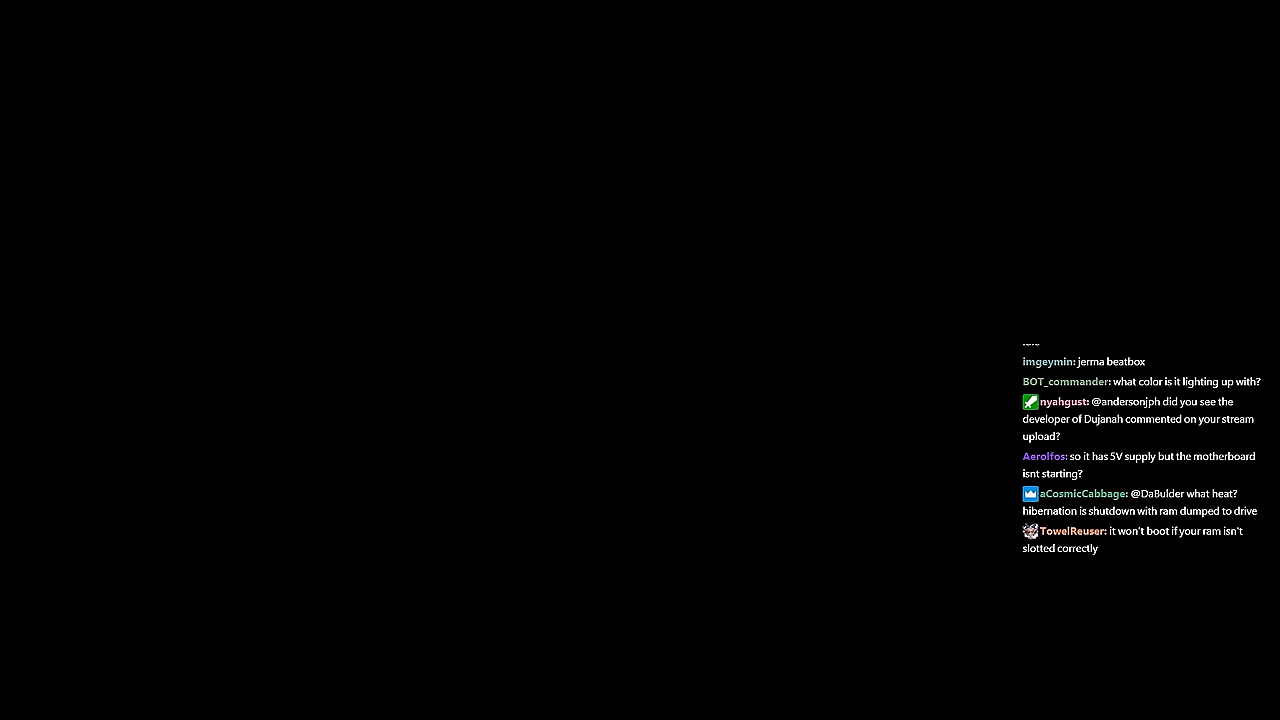 imgeymin: jerma beatbox
BOT_commander: what color is it lighting up with?
nyahgust: @andersonjph did you see the
developer of Dujanah commented on your stream
upload?
Aerolfos: so it has 5V supply but the motherboard
isnt starting?
aCosmicCabbage: @DaBulder what heat?
hibernation is shutdown with ram dumped to drive
TowelReuser: it won't boot if your ram isn't
slotted correctly